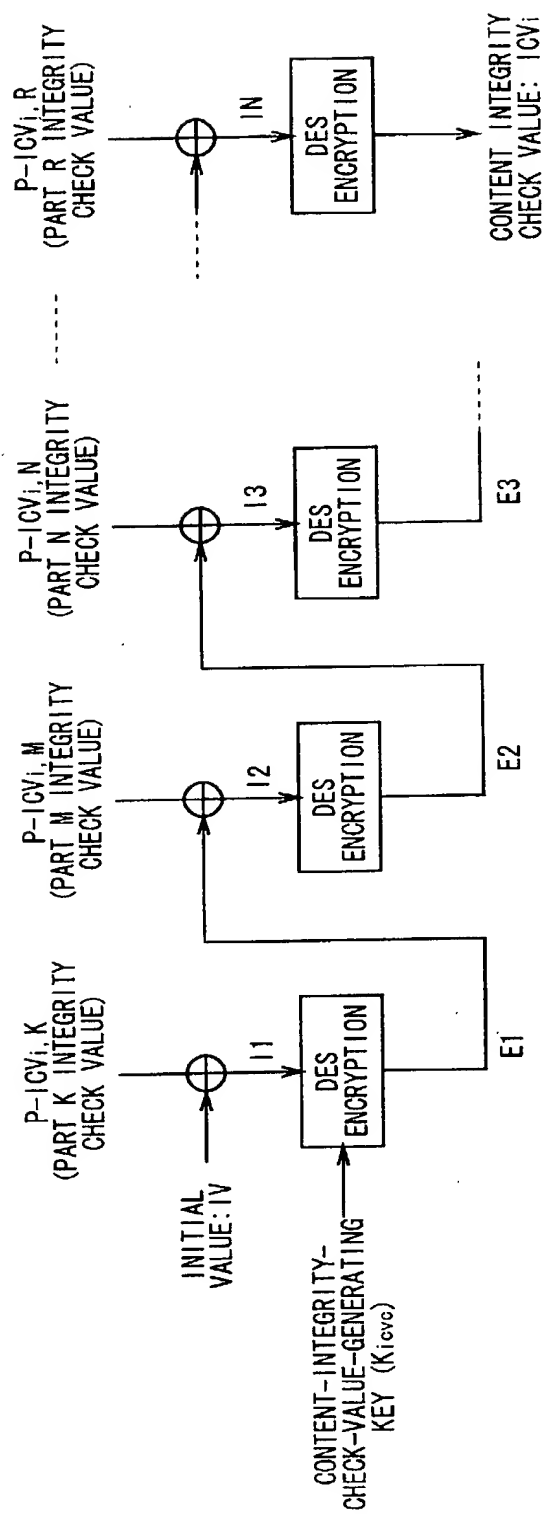 P-ICVi,K
(PART K INTEGRITY
CHECK VALUE)
P-ICVi,M
(PART M INTEGRITY
CHECK VALUE)
P-ICVi,N
(PART N INTEGRITY
CHECK VALUE)
P-ICVi,R
(PART R INTEGRITY
CHECK VALUE)
INITIAL
VALUE:IV
I1
I2
I3
IN
CONTENT-INTEGRITY-
CHECK-VALUE-GENERATING
KEY (Kicvc)
DES
ENCRYPTION
DES
ENCRYPTION
DES
ENCRYPTION
DES
ENCRYPTION
E1
E2
E3
CONTENT INTEGRITY
CHECK VALUE: ICVi